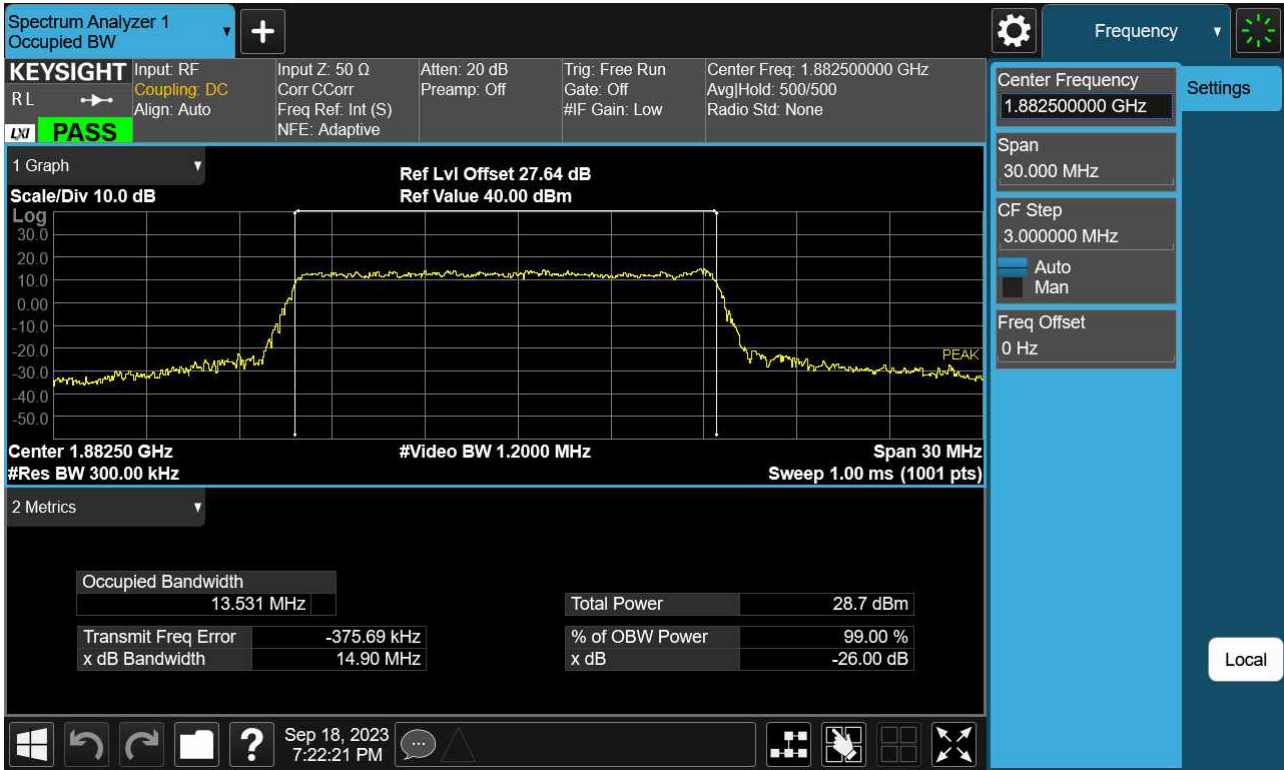 Spectrum Analyzer 1
Occupied BW
+
Frequency
KEYSIGHT
RL
LXI
PASS
Input: RF
Coupling: DC
Align: Auto
Input Z: 50 Ω
Corr CCorr
Freq Ref: Int (S)
NFE: Adaptive
Atten: 20 dB
Preamp: Off
Trig: Free Run
Gate: Off
#IF Gain: Low
Center Freq: 1.882500000 GHz
Avg|Hold: 500/500
Radio Std: None
Center Frequency
1.882500000 GHz
Settings
Span
30.000 MHz
CF Step
3.000000 MHz
Auto
Man
Freq Offset
0 Hz
Local
1 Graph
Scale/Div 10.0 dB
Ref Lvl Offset 27.64 dB
Ref Value 40.00 dBm
Log
30.0
20.0
10.0
0.00
-10.0
-20.0
-30.0
-40.0
-50.0
PEAK
Center 1.88250 GHz
#Video BW 1.2000 MHz
Span 30 MHz
#Res BW 300.00 kHz
Sweep 1.00 ms (1001 pts)
2 Metrics
Occupied Bandwidth
13.531 MHz
Total Power 28.7 dBm
Transmit Freq Error -375.69 kHz
% of OBW Power 99.00 %
x dB Bandwidth 14.90 MHz
x dB -26.00 dB
?
Sep 18, 2023
7:22:21 PM